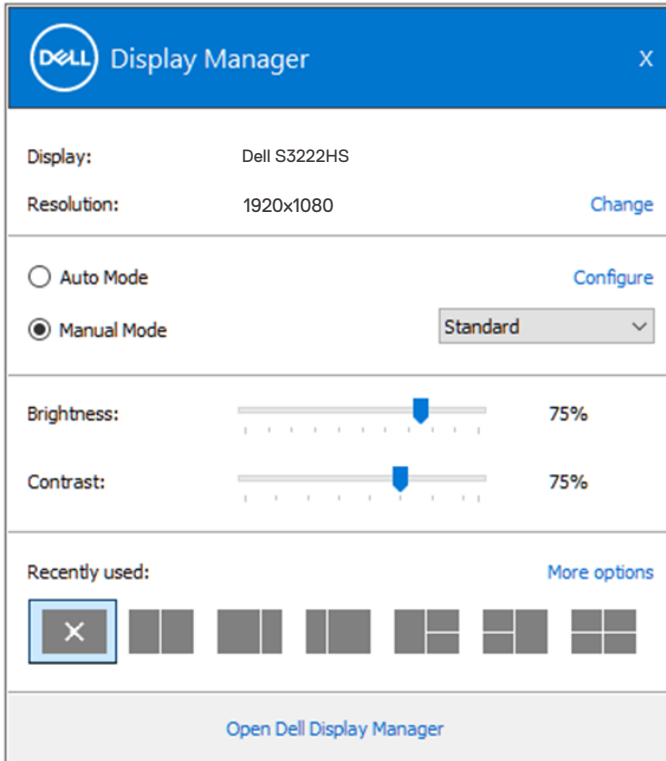 DELL Display Manager X
Display: Dell S3222HS
Resolution: 1920x1080 Change
Auto Mode Configure
Manual Mode Standard
Brightness: 75%
Contrast: 75%
Recently used: More options
Open Dell Display Manager